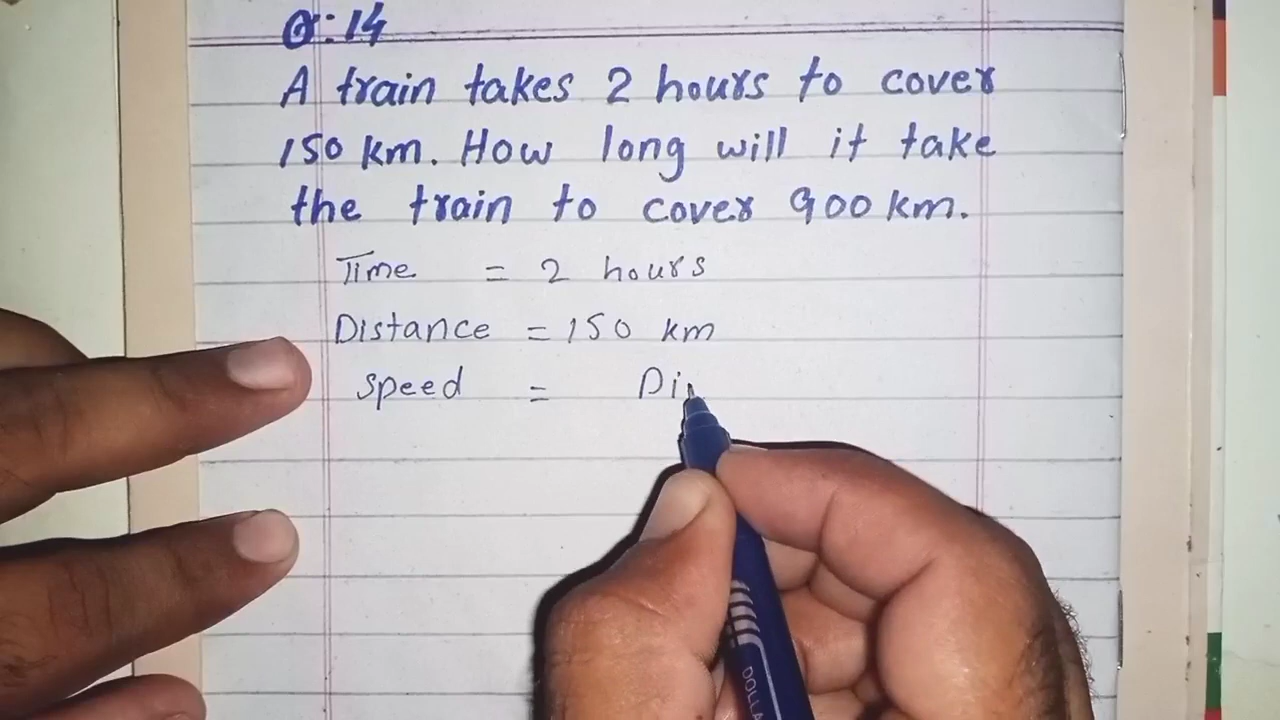 Q:14
A train takes 2 hours to cover
150 km. How long will it take
the train to cover 900 km.
Time = 2 hours
Distance = 150 km
Speed = Di
DOLLA